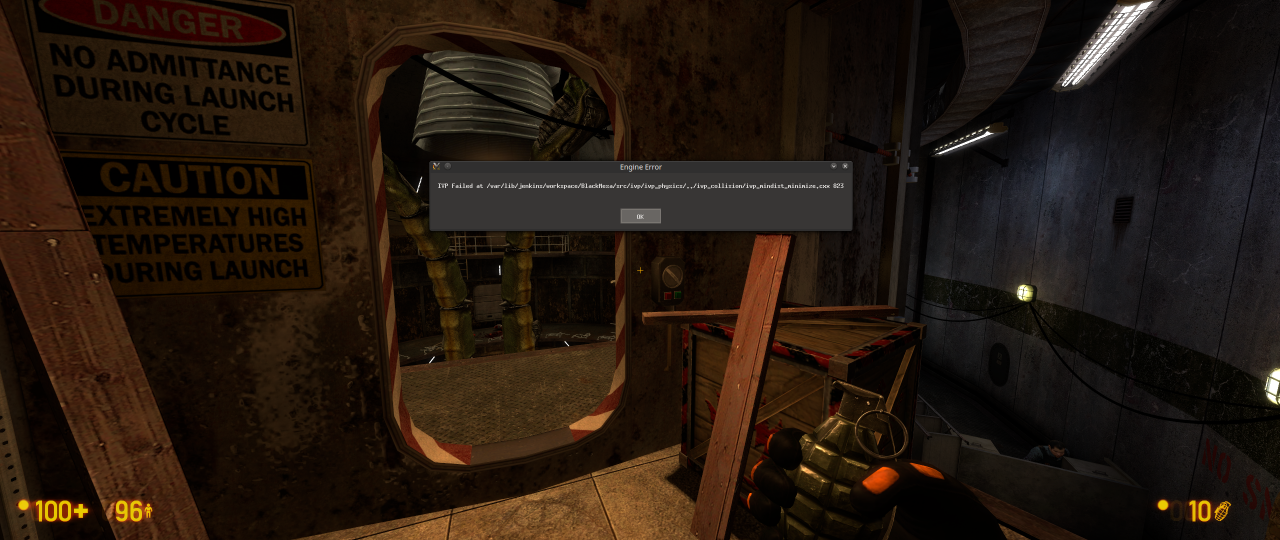 DANGER
NO ADMITTANCE
DURING LAUNCH
CYCLE
CAUTION
EXTREMELY HIGH
TEMPERATURES
DURING LAUNCH
Engine Error
IVP Failed at /var/lib/jenkins/workspace/BlackMesa/src/ivp/ivp_physics/../ivp_collision/ivp_mindist_minimize.cxx 823
OK
100+ 96
10
NO